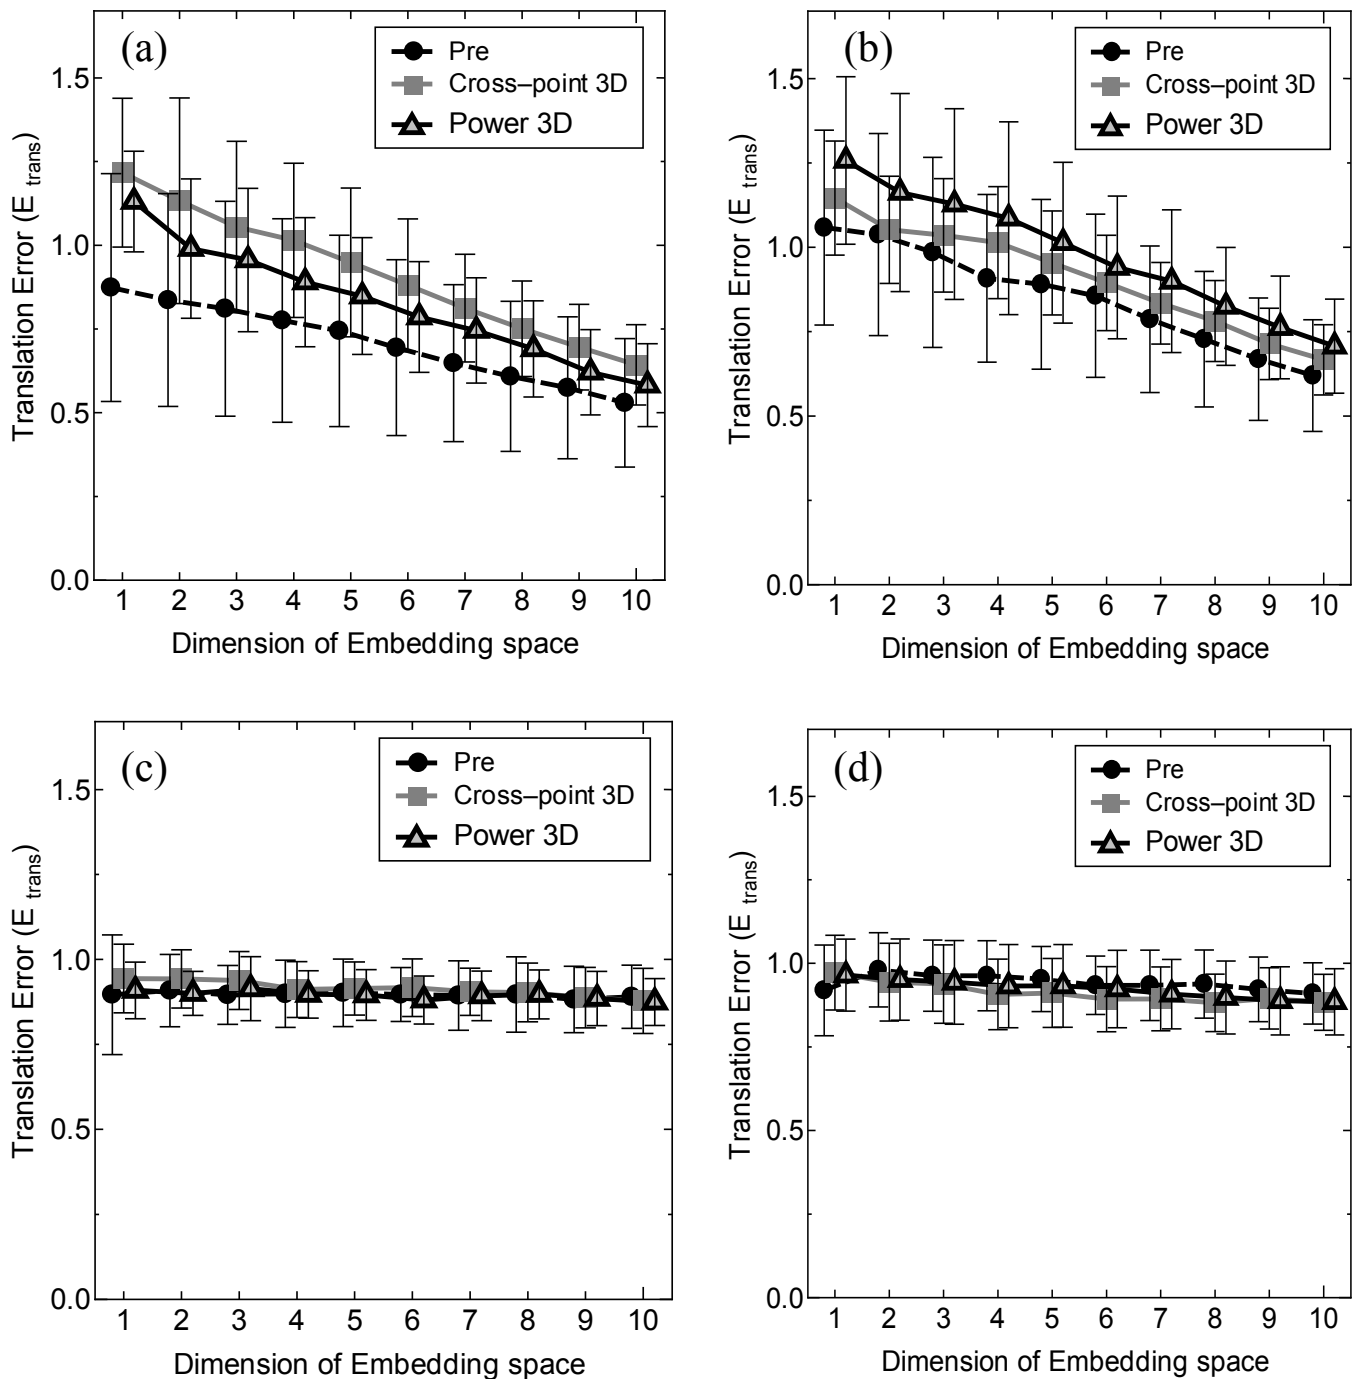 (a)
Pre
Cross–point 3D
Power 3D
1.5
1.0
0.5
0.0
Translation Error (E trans)
1 2 3 4 5 6 7 8 9 10
Dimension of Embedding space
(b)
Pre
Cross–point 3D
Power 3D
1.5
1.0
0.5
0.0
Translation Error (E trans)
1 2 3 4 5 6 7 8 9 10
Dimension of Embedding space
(c)
Pre
Cross–point 3D
Power 3D
1.5
1.0
0.5
0.0
Translation Error (E trans)
1 2 3 4 5 6 7 8 9 10
Dimension of Embedding space
(d)
Pre
Cross–point 3D
Power 3D
1.5
1.0
0.5
0.0
Translation Error (E trans)
1 2 3 4 5 6 7 8 9 10
Dimension of Embedding space